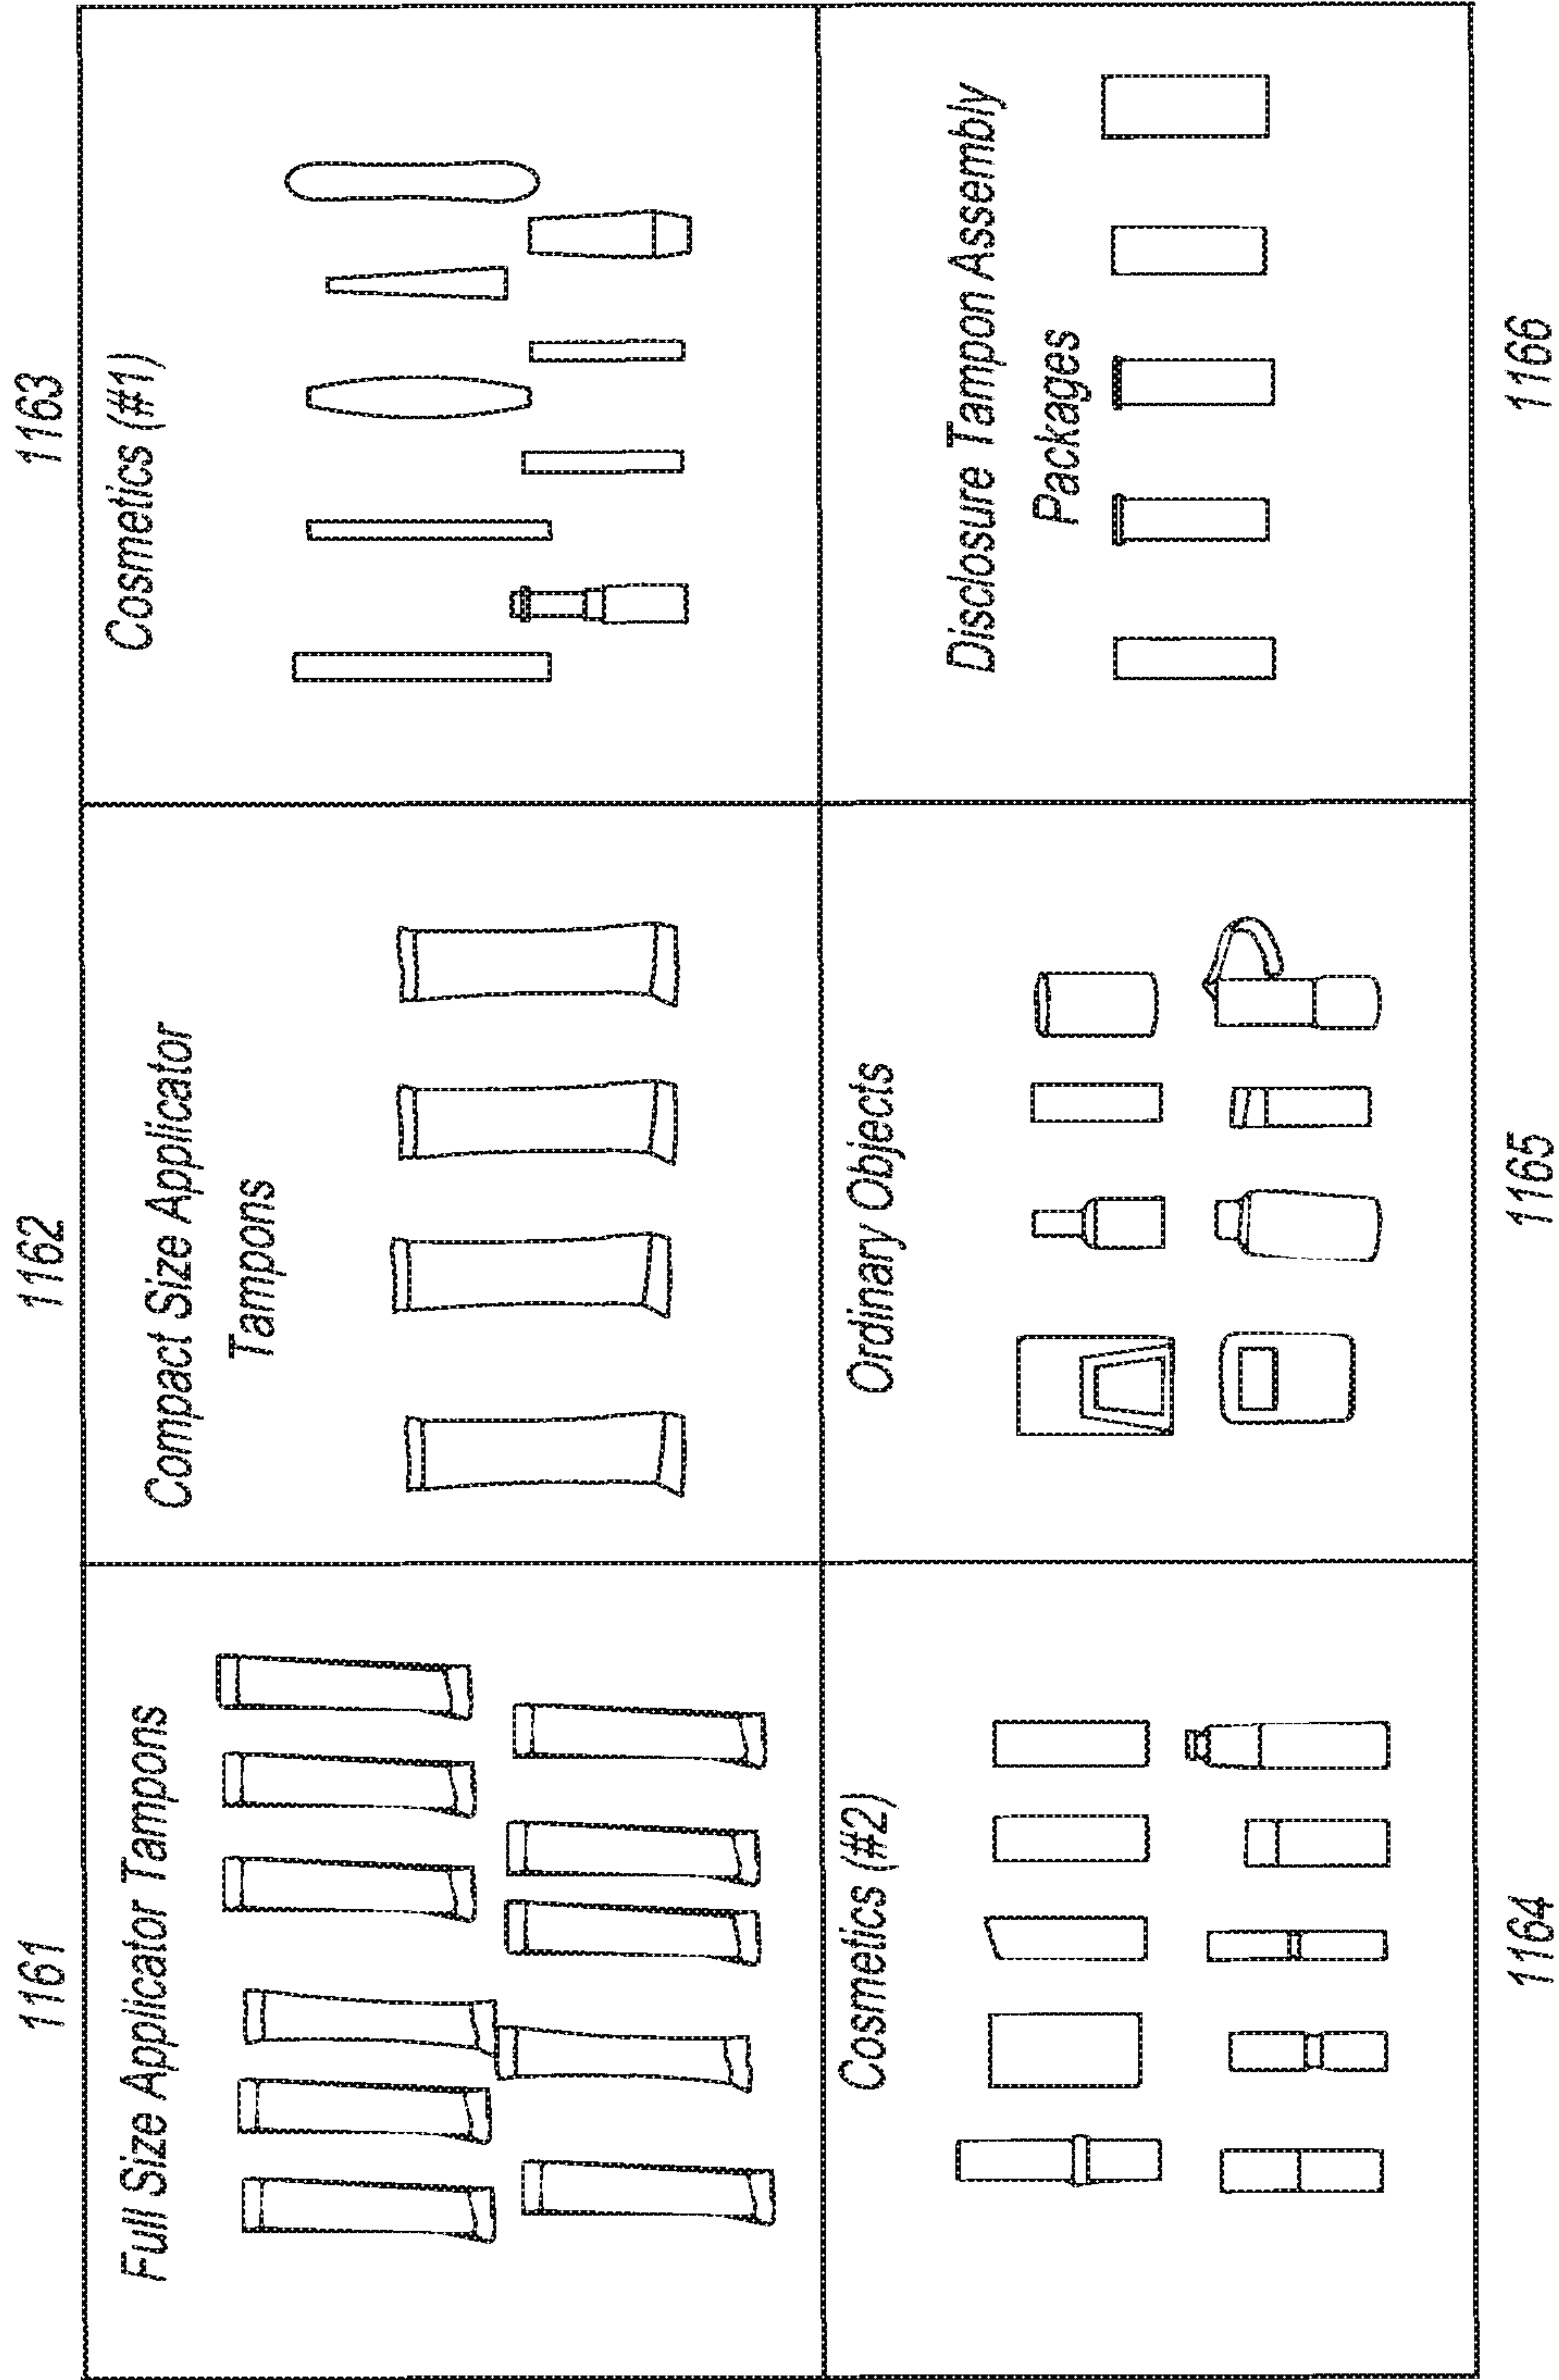 1161
1162
1163
Full Size Applicator Tampons
Compact Size Applicator
Tampons
Cosmetics (#1)
Cosmetics (#2)
Ordinary Objects
Disclosure Tampon Assembly
Packages
1164
1165
1166